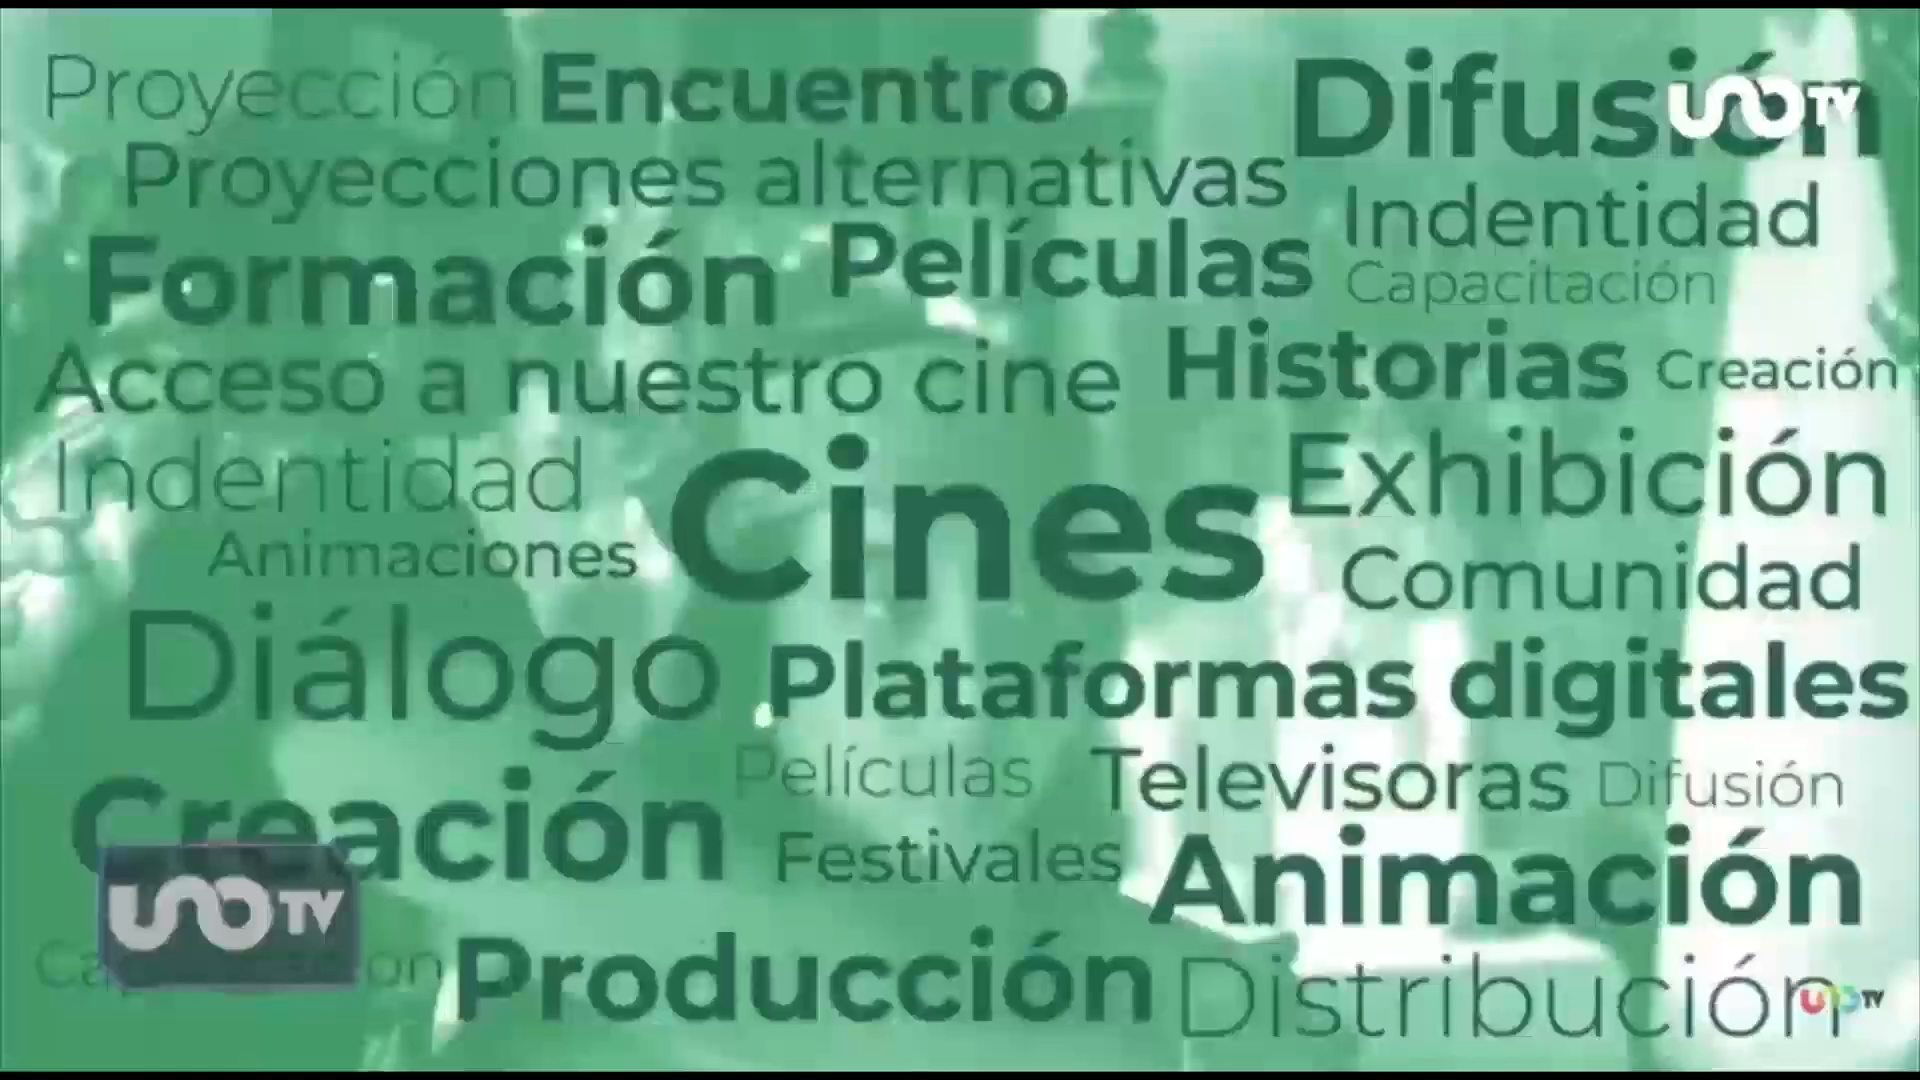 Proyección Encuentro Difusión
UNO TV
Proyecciones alternativas Indentidad
Formación Películas Capacitación
Acceso a nuestro cine Historias Creación
Indentidad Cines Exhibición
Animaciones Comunidad
Diálogo Plataformas digitales
Películas Televisoras Difusión
Creación Festivales Animación
UNO TV
Producción Distribución
UNO TV